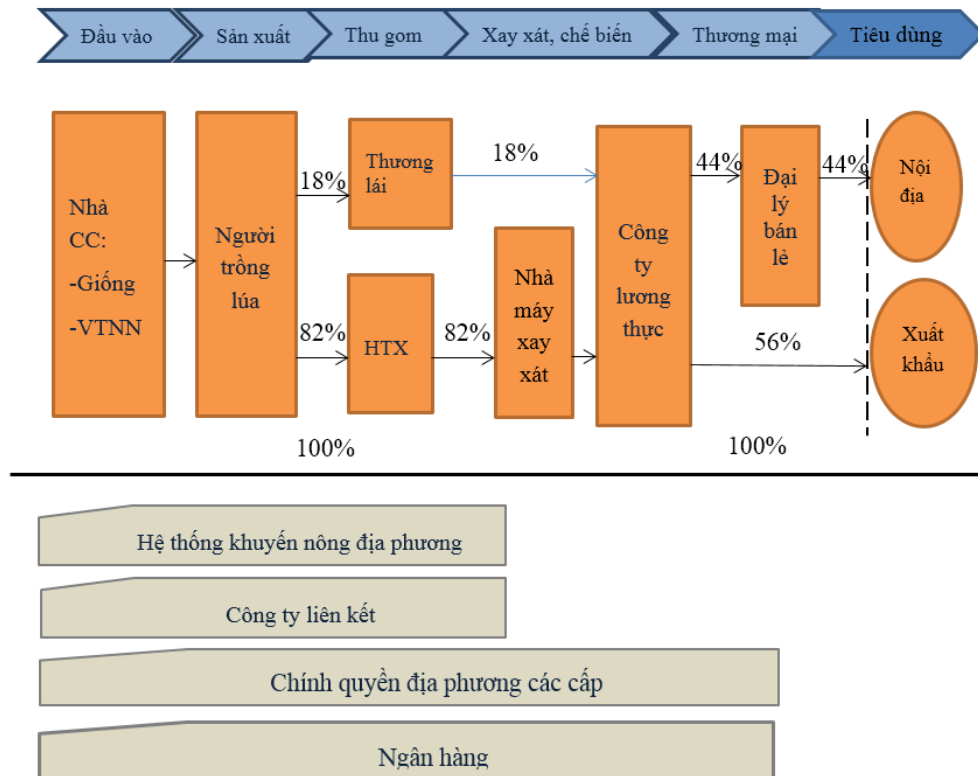 Đầu vào
Sản xuất
Thu gom
Xay xát, chế biến
Thương mại
Tiêu dùng
Nhà
CC:
-Giống
-VTNN
Người
trồng
lúa
18%
Thương
lái
18%
82%
HTX
82%
Nhà
máy
xay
xát
Công
ty
lương
thực
44%
Đại
lý
bán
lẻ
44%
Nội
địa
56%
Xuất
khẩu
100%
100%
Hệ thống khuyến nông địa phương
Công ty liên kết
Chính quyền địa phương các cấp
Ngân hàng